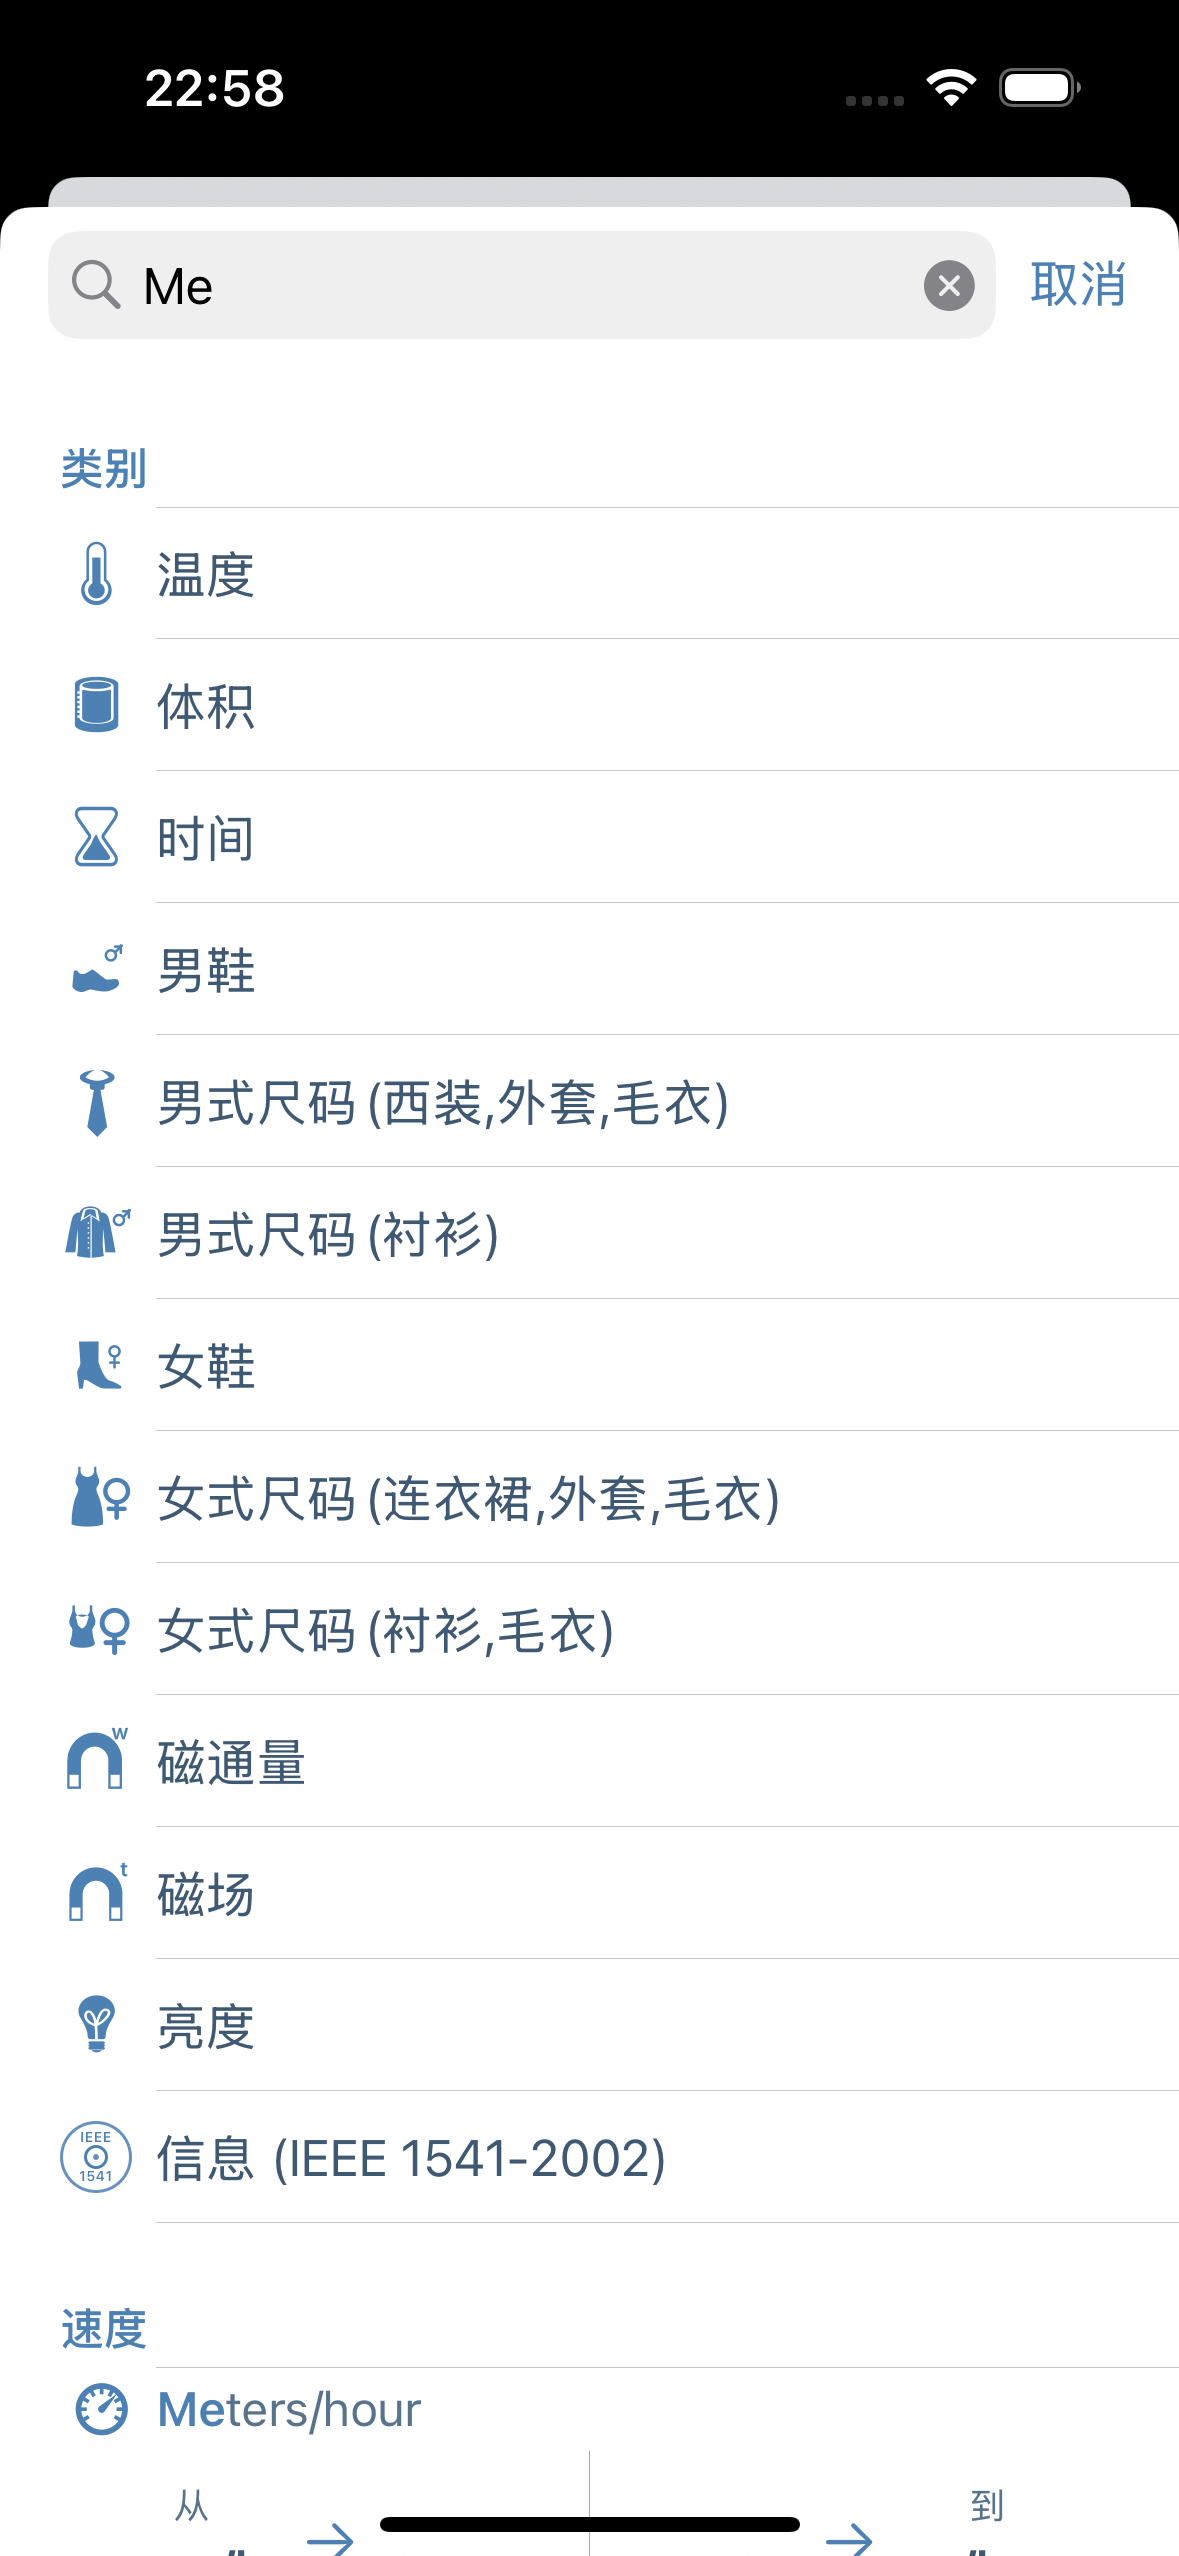 22:58
Me
取消
类别
温度
体积
时间
男鞋
男式尺码 (西装,外套,毛衣)
男式尺码 (衬衫)
女鞋
女式尺码 (连衣裙,外套,毛衣)
女式尺码 (衬衫,毛衣)
W
磁通量
t
磁场
亮度
IEEE
1541
信息 (IEEE 1541-2002)
速度
Meters/hour
从
到